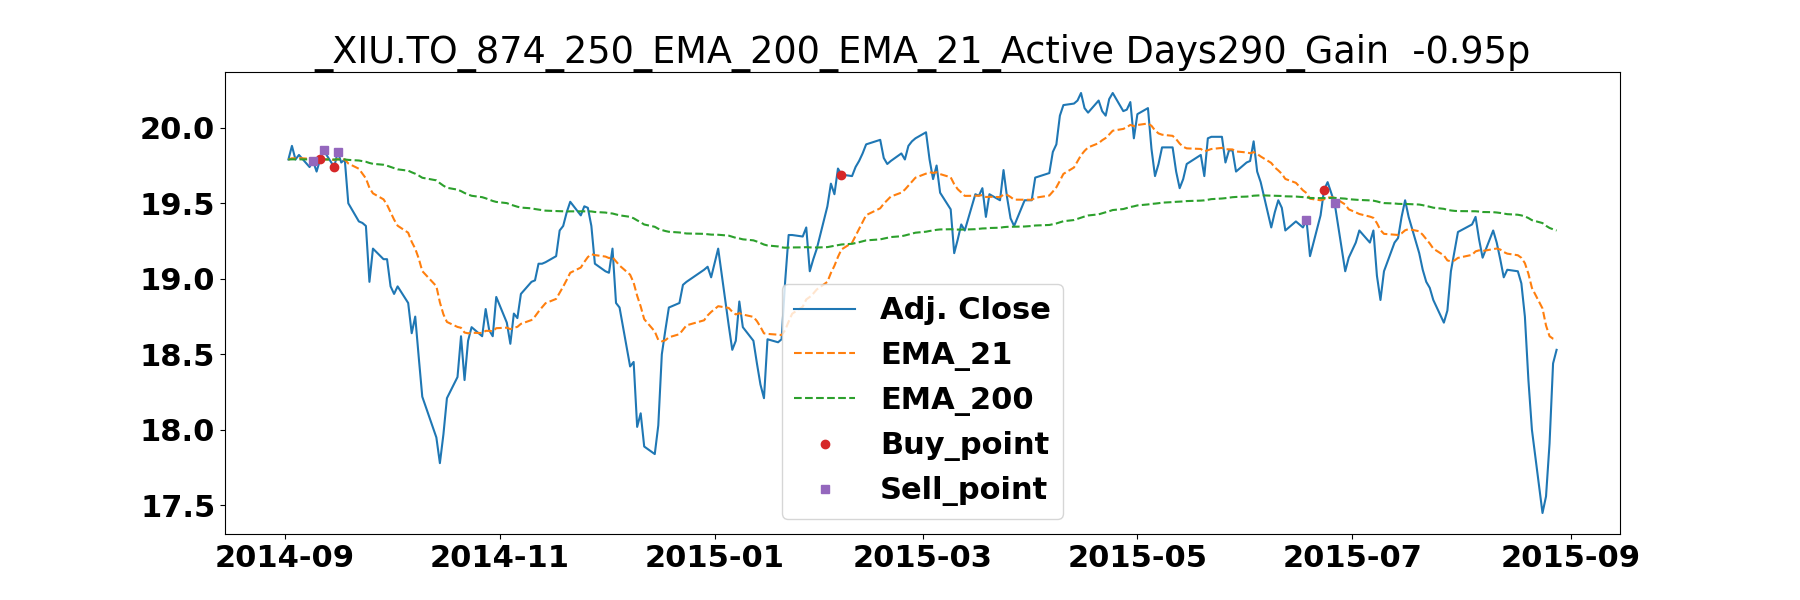 _XIU.TO_874_250_EMA_200_EMA_21_Active Days290_Gain  -0.95p
20.0
19.5
19.0
18.5
18.0
17.5
Adj. Close
EMA_21
EMA_200
Buy_point
Sell_point
2014-09 2014-11 2015-01 2015-03 2015-05 2015-07 2015-09